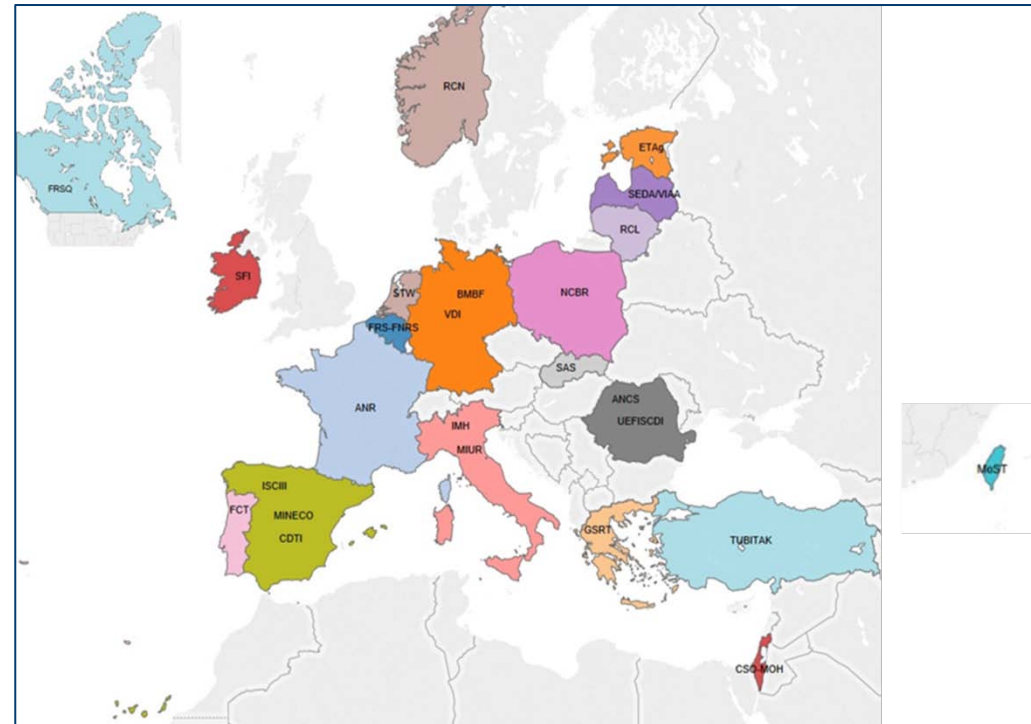 RCN
FRSQ
ETAg
SEDA/VIAA
RCL
SFI
STW
BMBF
NCBR
VDI
FRS-FNRS
SAS
ANR
ANCS
UEFISCDI
IMH
MIUR
MoST
ISCIII
FCT
MINECO
GSRT
CDTI
TUBITAK
CSO-MOH